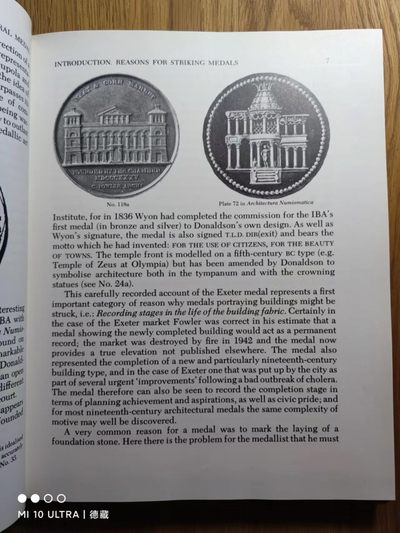 INTRODUCTION. REASONS FOR STRIKING MEDALS 7
CORN MARKET
MDCCCXXXV
No. 118a
Plate 72 in Architectura Numismatica
Institute, for in 1836 Wyon had completed the commission for the IBA's
first medal (in bronze and silver) to Donaldson's own design. As well as
Wyon's signature, the medal is also signed T.L.D. DIR(exit) and bears the
motto which he had invented: FOR THE USE OF CITIZENS, FOR THE BEAUTY
OF TOWNS. The temple front is modelled on a fifth-century BC type (e.g.
Temple of Zeus at Olympia) but has been amended by Donaldson to
symbolise architecture both in the tympanum and with the crowning
statues (see No. 24a).
This carefully recorded account of the Exeter medal represents a first
important category of reason why medals portraying buildings might be
struck, i.e.: Recording stages in the life of the building fabric. Certainly in
the case of the Exeter market Fowler was correct in his estimate that a
medal showing the newly completed building would act as a permanent
record; the market was destroyed by fire in 1942 and the medal now
provides a true elevation not published elsewhere. The medal also
represented the completion of a new and particularly nineteenth-century
building type, and in the case of Exeter one that was put up by the city as
part of several urgent 'improvements' following a bad outbreak of cholera.
The medal therefore can also be seen to record the completion stage in
terms of planning achievement and aspirations, as well as civic pride; and
for most nineteenth-century architectural medals the same complexity of
motive may well be discovered.
A very common reason for a medal was to mark the laying of a
foundation stone. Here there is the problem for the medallist that he must
MI 10 ULTRA | 德藏